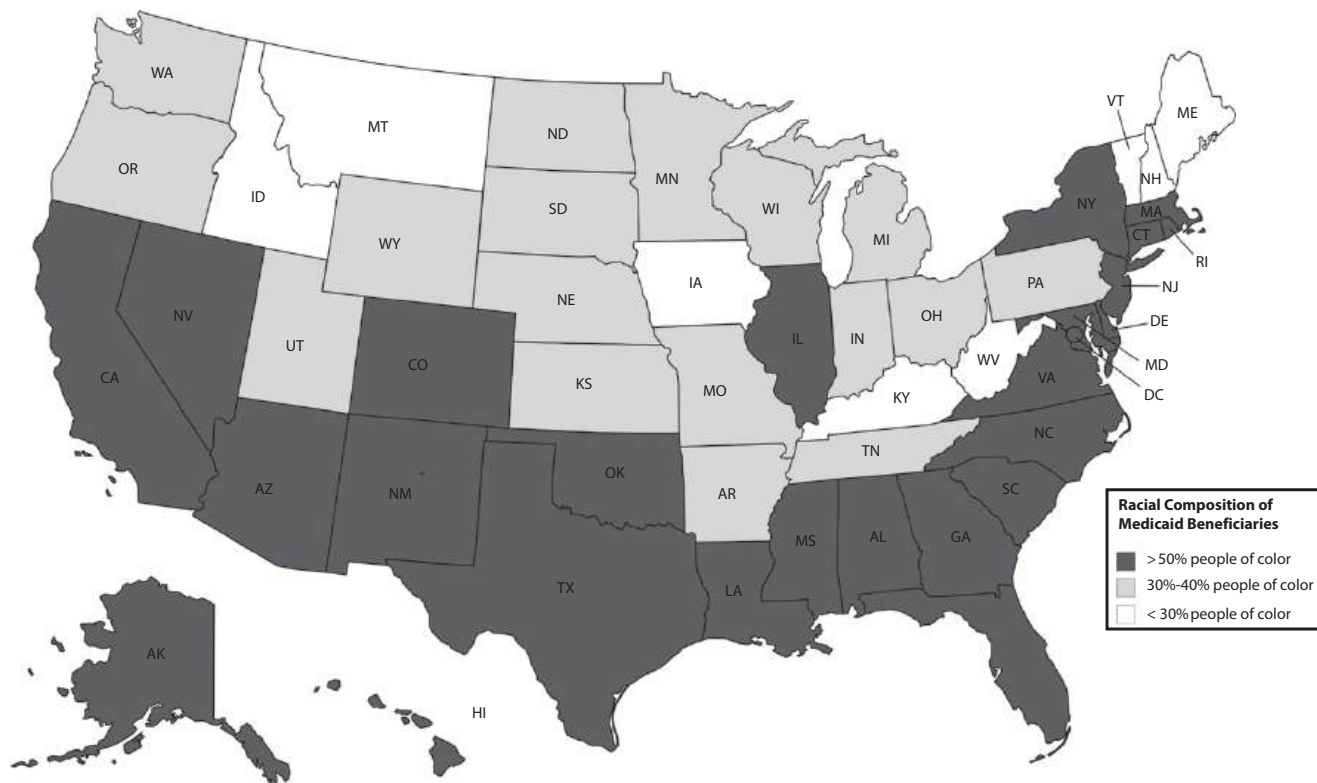 WA
MT
ND
MN
VT
ME
OR
ID
SD
WI
MI
NH
NY
MA
CT
RI
WY
IA
NE
PA
NJ
NV
UT
CO
IL
IN
OH
DE
MD
DC
WV
VA
CA
KS
MO
KY
NC
TN
AZ
NM
OK
AR
SC
MS
AL
GA
TX
LA
AK
HI
Racial Composition of
Medicaid Beneficiaries
>50% people of color
30%-40% people of color
< 30% people of color